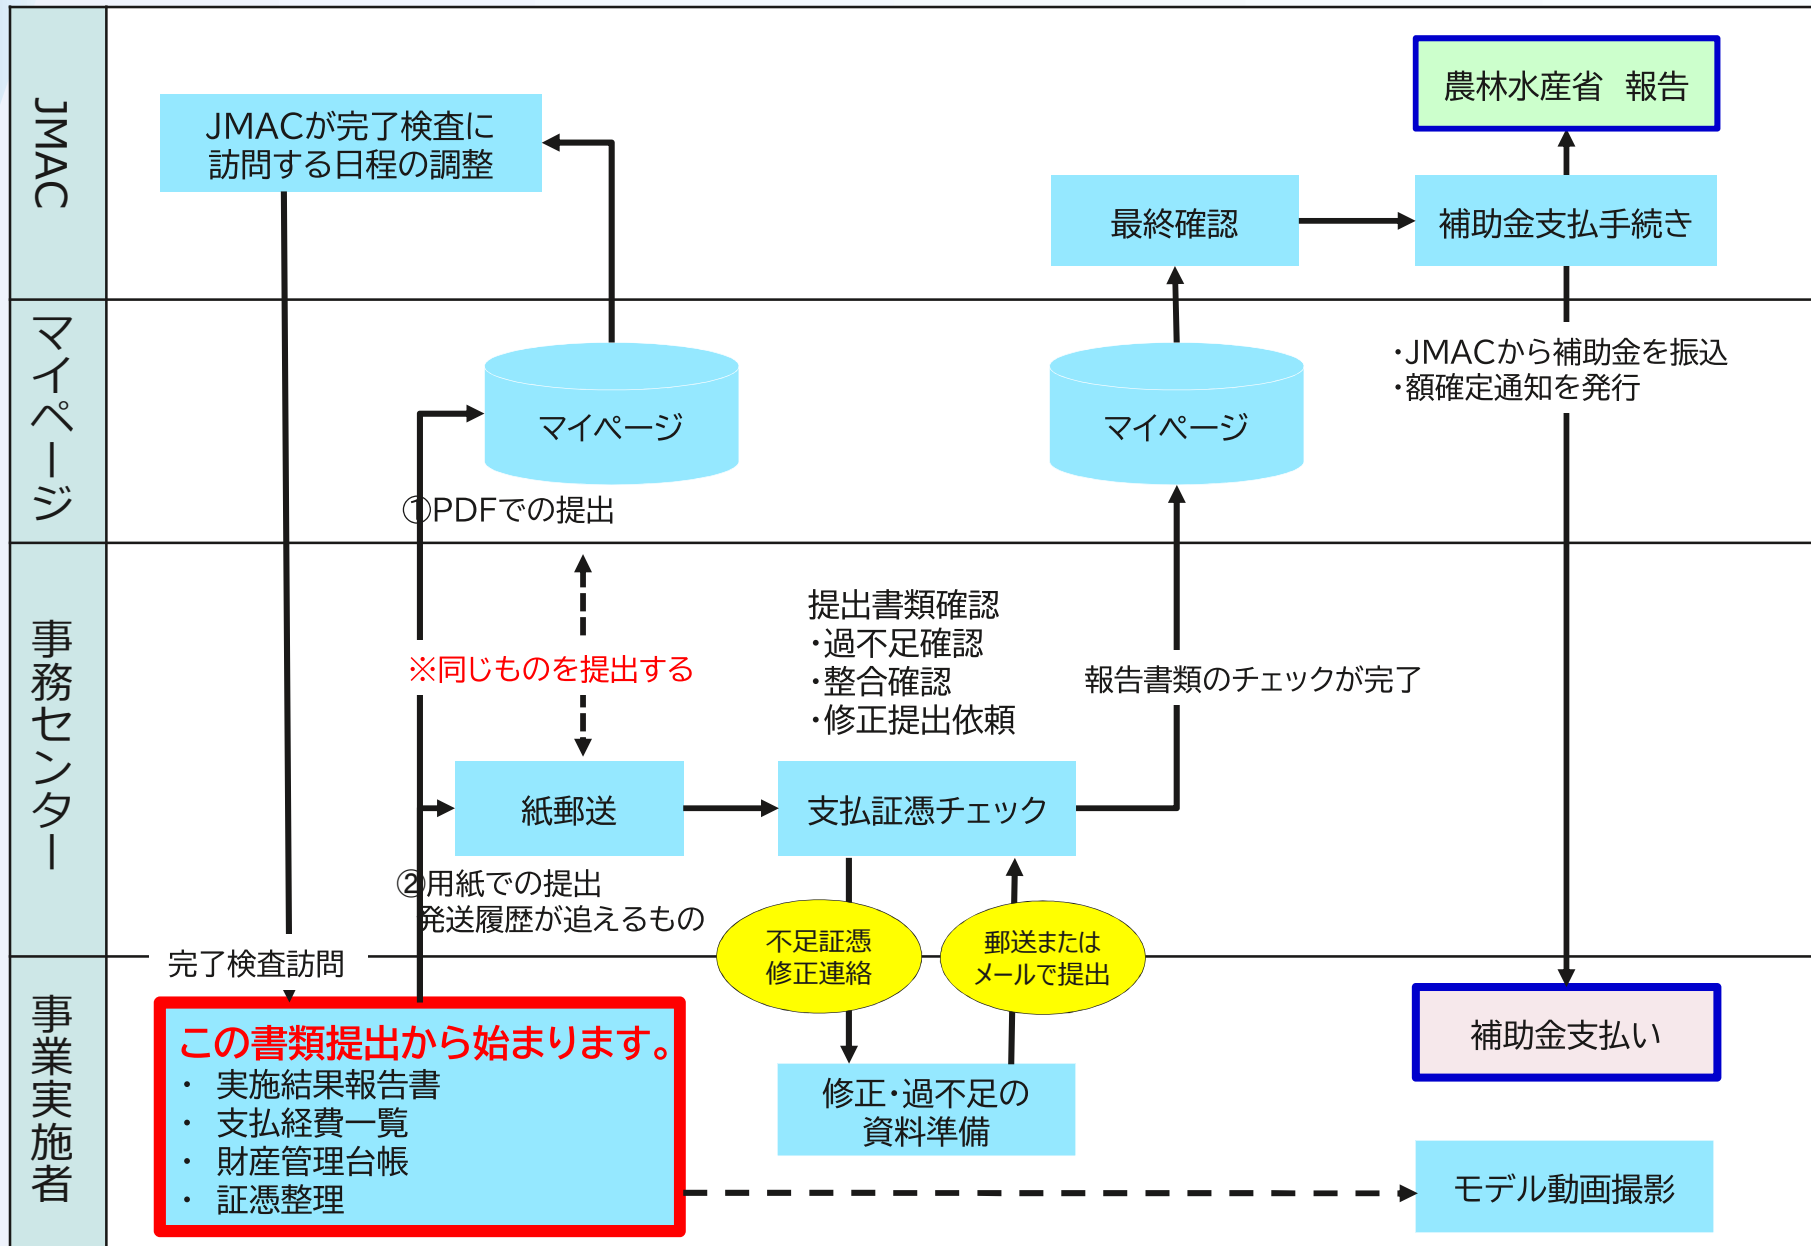 JMAC
JMACが完了検査に
訪問する日程の調整
農林水産省　報告
最終確認
補助金支払手続き
マイページ
マイページ
マイページ
・JMACから補助金を振込
・額確定通知を発行
①PDFでの提出
事務センター
※同じものを提出する
提出書類確認
・過不足確認
・整合確認
・修正提出依頼
報告書類のチェックが完了
紙郵送
支払証憑チェック
②用紙での提出
発送履歴が追えるもの
不足証憑
修正連絡
郵送または
メールで提出
完了検査訪問
事業実施者
この書類提出から始まります。
・ 実施結果報告書
・ 支払経費一覧
・ 財産管理台帳
・ 証憑整理
修正・過不足の
資料準備
補助金支払い
モデル動画撮影